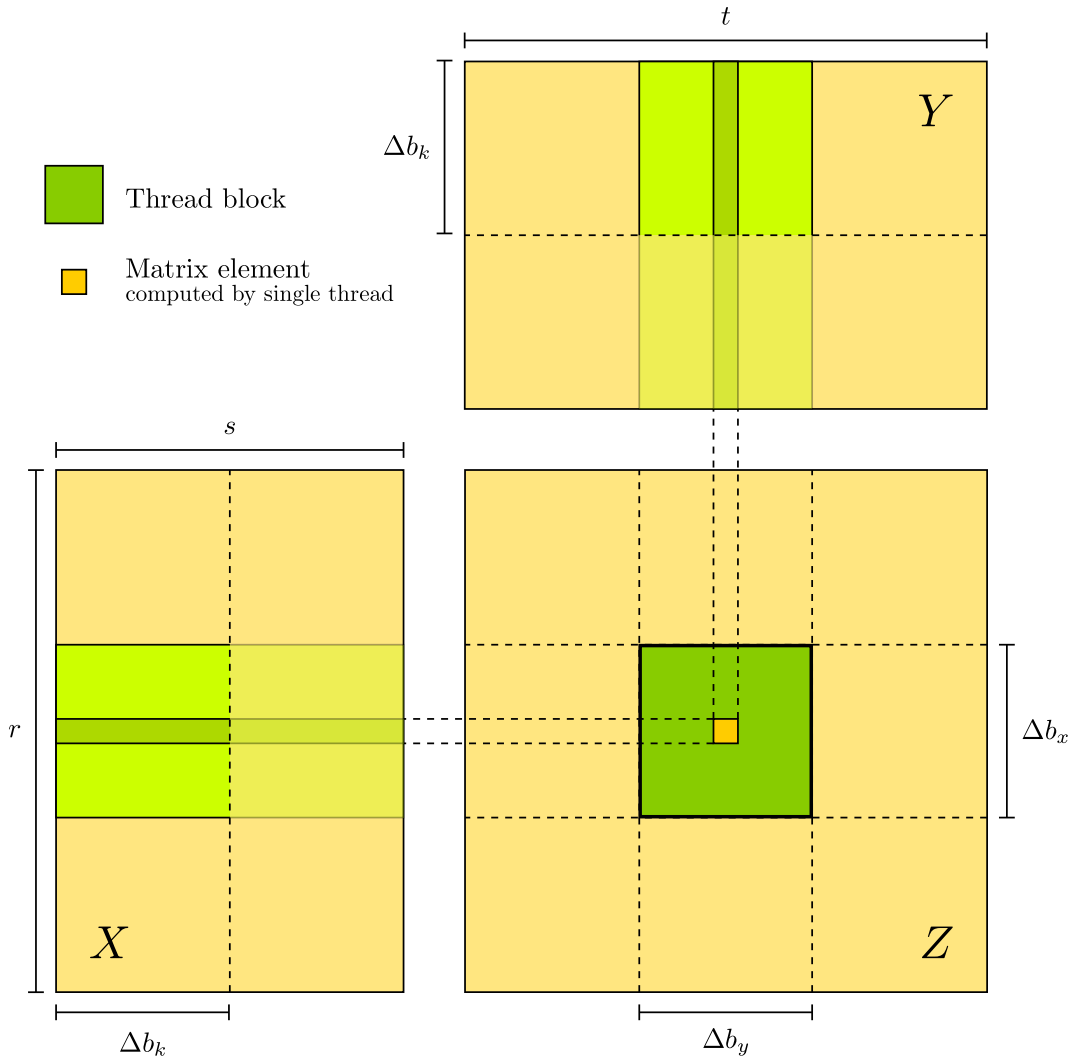 t
Y
Δb_k
Thread block
Matrix element
computed by single thread
s
r
X
Z
Δb_x
Δb_k
Δb_y